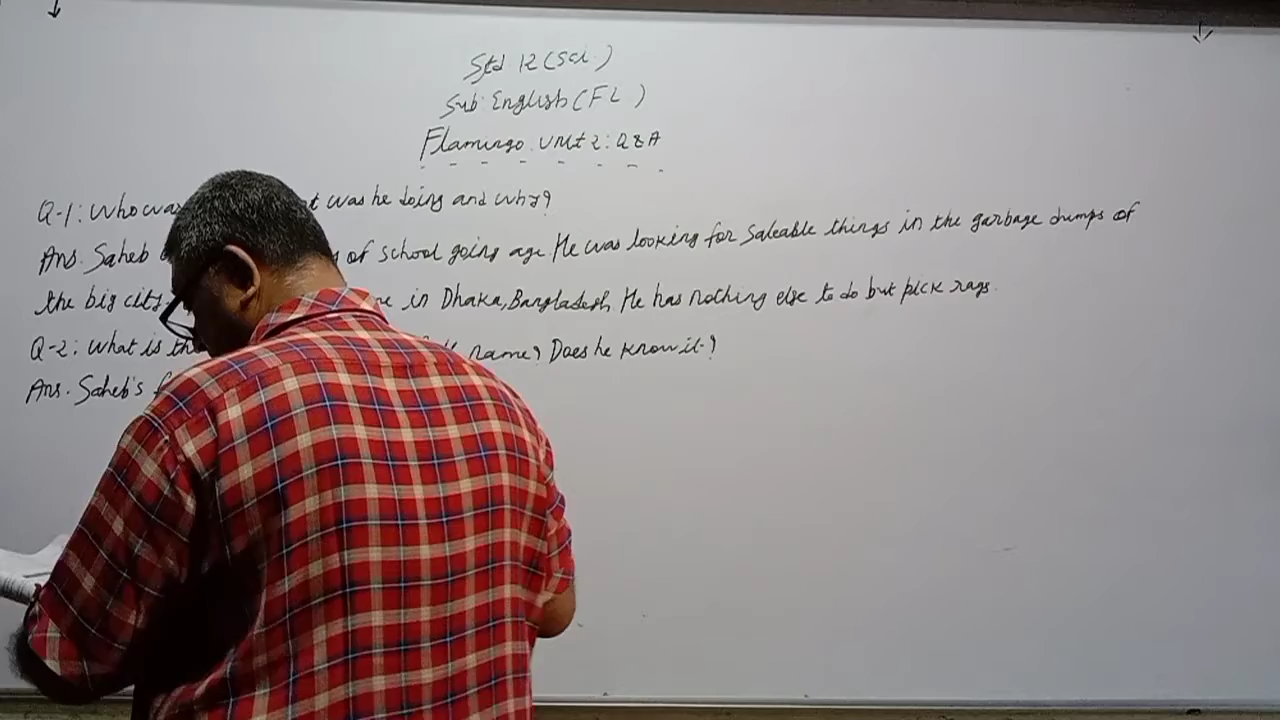 Std 12 (Sci.)
Sub: English (FL)
Flamingo. Unit 2: Q & A
Q-1: Who was was he doing and why?
Ans. Saheb of school going age. He was looking for saleable things in the garbage dumps of
the big city. in Dhaka, Bangladesh. He has nothing else to do but pick rags.
Q-2: What is the name? Does he know it?
Ans. Saheb's